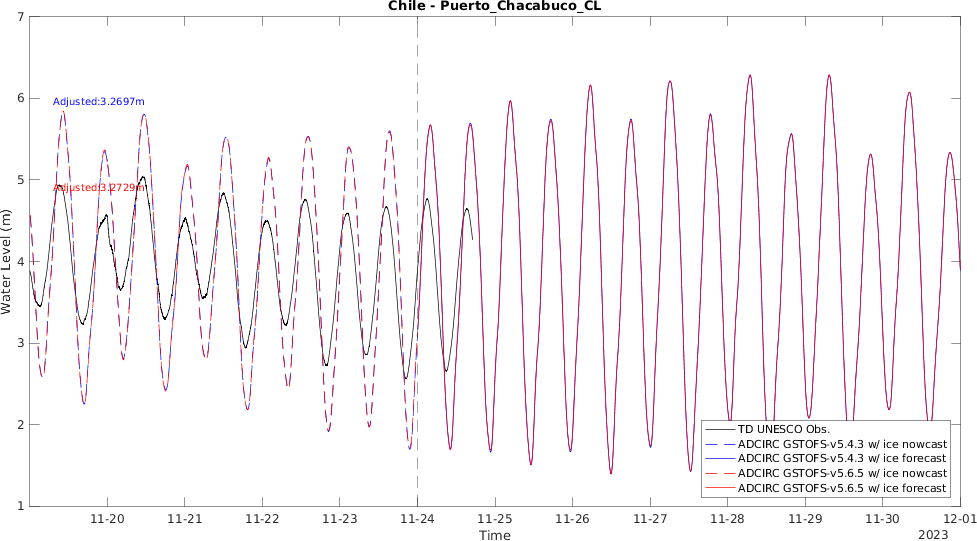 Chile - Puerto_Chacabuco_CL
7
6
5
4
3
2
1
Water Level (m)
Adjusted:3.2697m
Adjusted:3.2729m
TD UNESCO Obs.
ADCIRC GSTOFS-v5.4.3 w/ ice nowcast
ADCIRC GSTOFS-v5.4.3 w/ ice forecast
ADCIRC GSTOFS-v5.6.5 w/ ice nowcast
ADCIRC GSTOFS-v5.6.5 w/ ice forecast
11-20 11-21 11-22 11-23 11-24 11-25 11-26 11-27 11-28 11-29 11-30 12-01
Time
2023